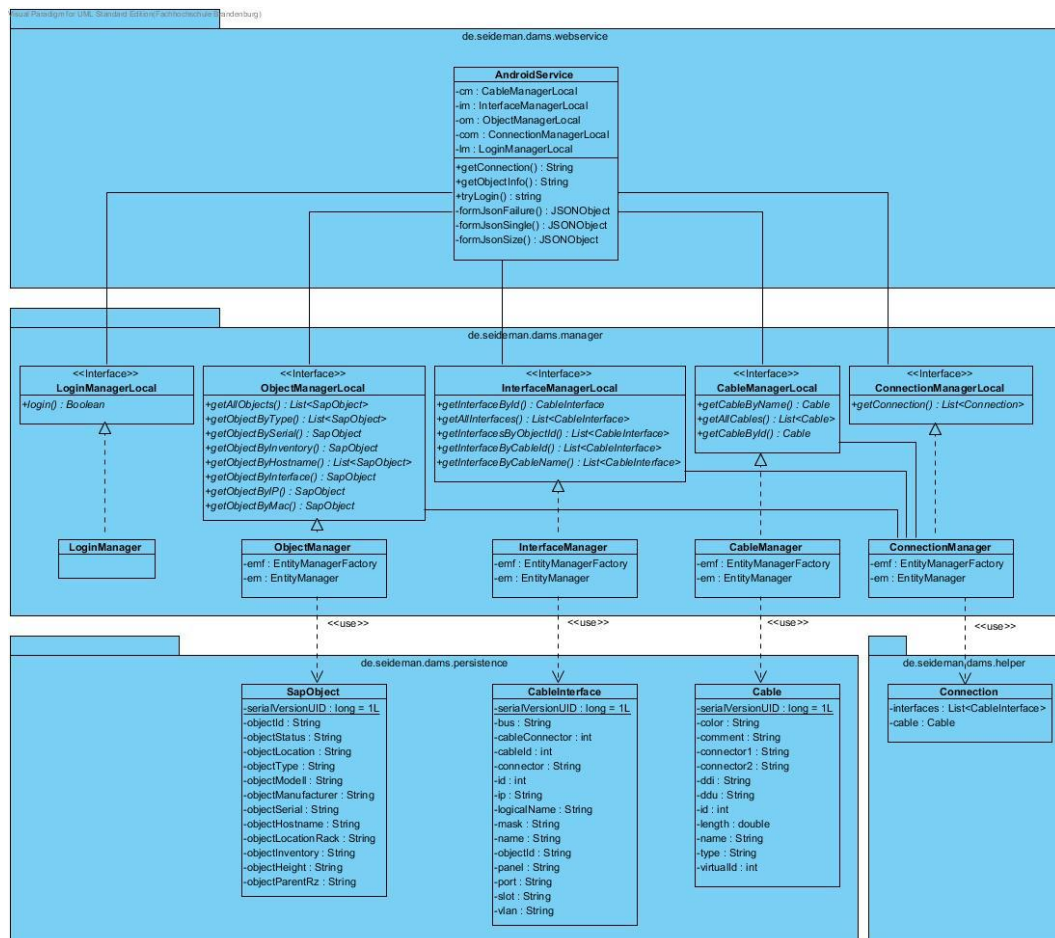 Visual Paradigm for UML Standard Edition(Fachhochschule Brandenburg)
de.seideman.dams.webservice
AndroidService
-cm : CableManagerLocal
-im : InterfaceManagerLocal
-om : ObjectManagerLocal
-com : ConnectionManagerLocal
-lm : LoginManagerLocal
+getConnection() : String
+getObjectInfo() : String
+tryLogin() : string
-formJsonFailure() : JSONObject
-formJsonSingle() : JSONObject
-formJsonSize() : JSONObject
de.seideman.dams.manager
<<Interface>>
LoginManagerLocal
+login() : Boolean
<<Interface>>
ObjectManagerLocal
+getAllObjects() : List<SapObject>
+getObjectByType() : List<SapObject>
+getObjectBySerial() : SapObject
+getObjectByInventory() : SapObject
+getObjectByHostname() : List<SapObject>
+getObjectByInterface() : SapObject
+getObjectByIP() : SapObject
+getObjectByMac() : SapObject
<<Interface>>
InterfaceManagerLocal
+getInterfaceById() : CableInterface
+getAllInterfaces() : List<CableInterface>
+getInterfacesByObjectId() : List<CableInterface>
+getInterfaceByCableId() : List<CableInterface>
+getInterfaceByCableName() : List<CableInterface>
<<Interface>>
CableManagerLocal
+getCableByName() : Cable
+getAllCables() : List<Cable>
+getCableById() : Cable
<<Interface>>
ConnectionManagerLocal
+getConnection() : List<Connection>
LoginManager
ObjectManager
-emf : EntityManagerFactory
-em : EntityManager
InterfaceManager
-emf : EntityManagerFactory
-em : EntityManager
CableManager
-emf : EntityManagerFactory
-em : EntityManager
ConnectionManager
-emf : EntityManagerFactory
-em : EntityManager
<<use>>
<<use>>
<<use>>
<<use>>
de.seideman.dams.persistence
SapObject
-serialVersionUID : long = 1L
-objectId : String
-objectStatus : String
-objectLocation : String
-objectType : String
-objectModell : String
-objectManufacturer : String
-objectSerial : String
-objectHostname : String
-objectLocationRack : String
-objectInventory : String
-objectHeight : String
-objectParentRz : String
CableInterface
-serialVersionUID : long = 1L
-bus : String
-cableConnector : int
-cableId : int
-connector : String
-id : int
-ip : String
-logicalName : String
-mask : String
-name : String
-objectId : String
-panel : String
-port : String
-slot : String
-vlan : String
Cable
-serialVersionUID : long = 1L
-color : String
-comment : String
-connector1 : String
-connector2 : String
-ddi : String
-ddu : String
-id : int
-length : double
-name : String
-type : String
-virtualId : int
de.seideman.dams.helper
Connection
-interfaces : List<CableInterface>
-cable : Cable